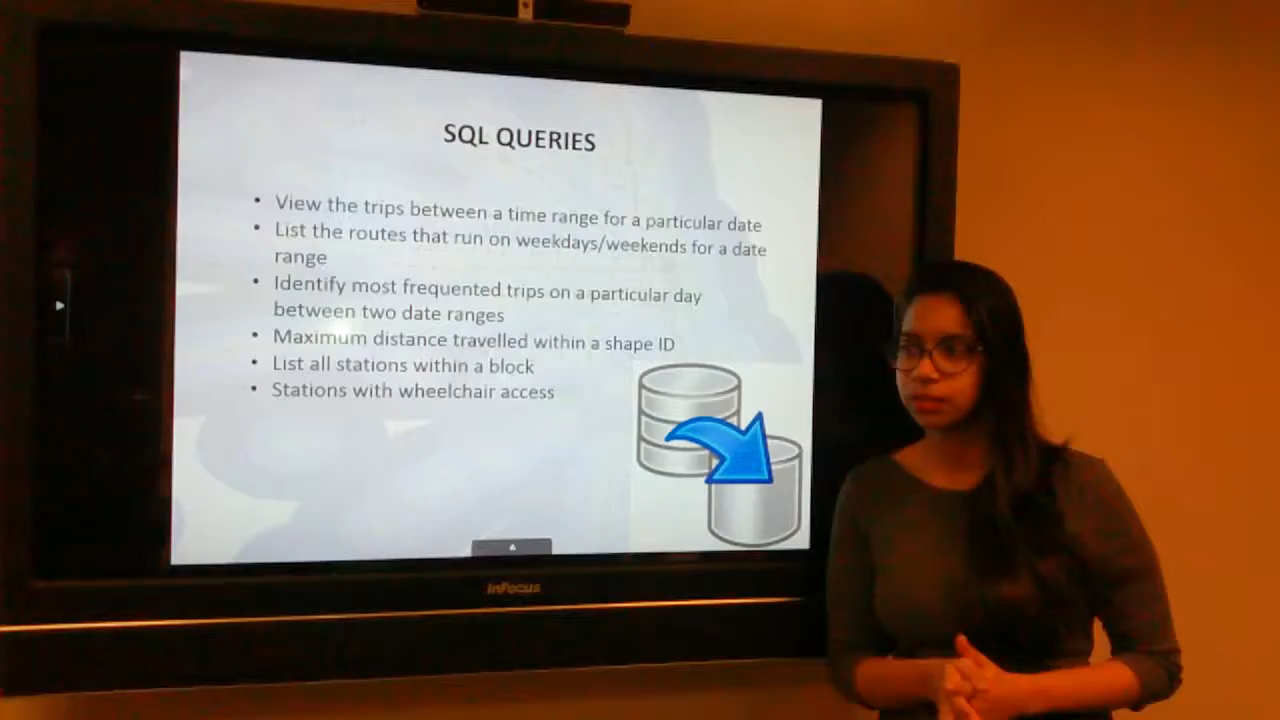 SQL QUERIES
• View the trips between a time range for a particular date
• List the routes that run on weekdays/weekends for a date
range
• Identify most frequented trips on a particular day
between two date ranges
• Maximum distance travelled within a shape ID
• List all stations within a block
• Stations with wheelchair access
InFocus